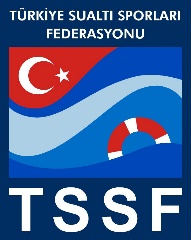 TÜRKİYE SUALTI SPORLARI
FEDERASYONU
TSSF